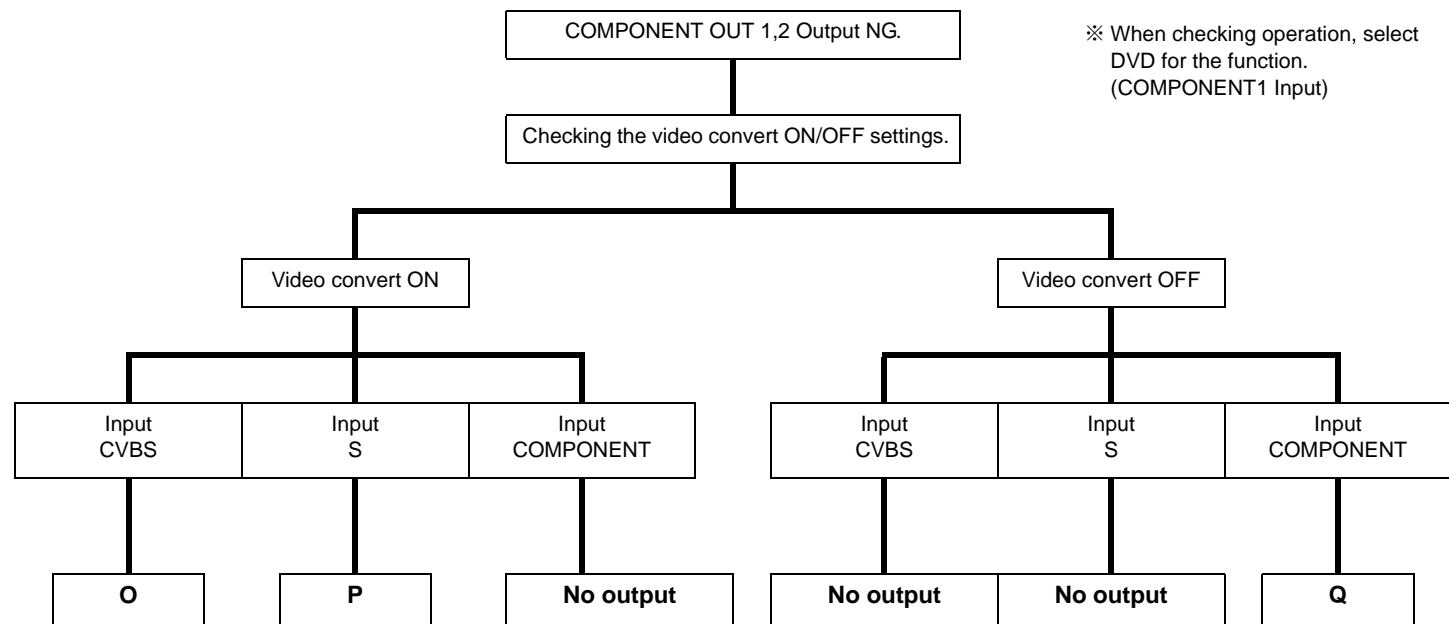 COMPONENT OUT 1,2 Output NG.
※ When checking operation, select
DVD for the function.
(COMPONENT1 Input)
Checking the video convert ON/OFF settings.
Video convert ON
Video convert OFF
Input
CVBS
Input
S
Input
COMPONENT
Input
CVBS
Input
S
Input
COMPONENT
O
P
No output
No output
No output
Q